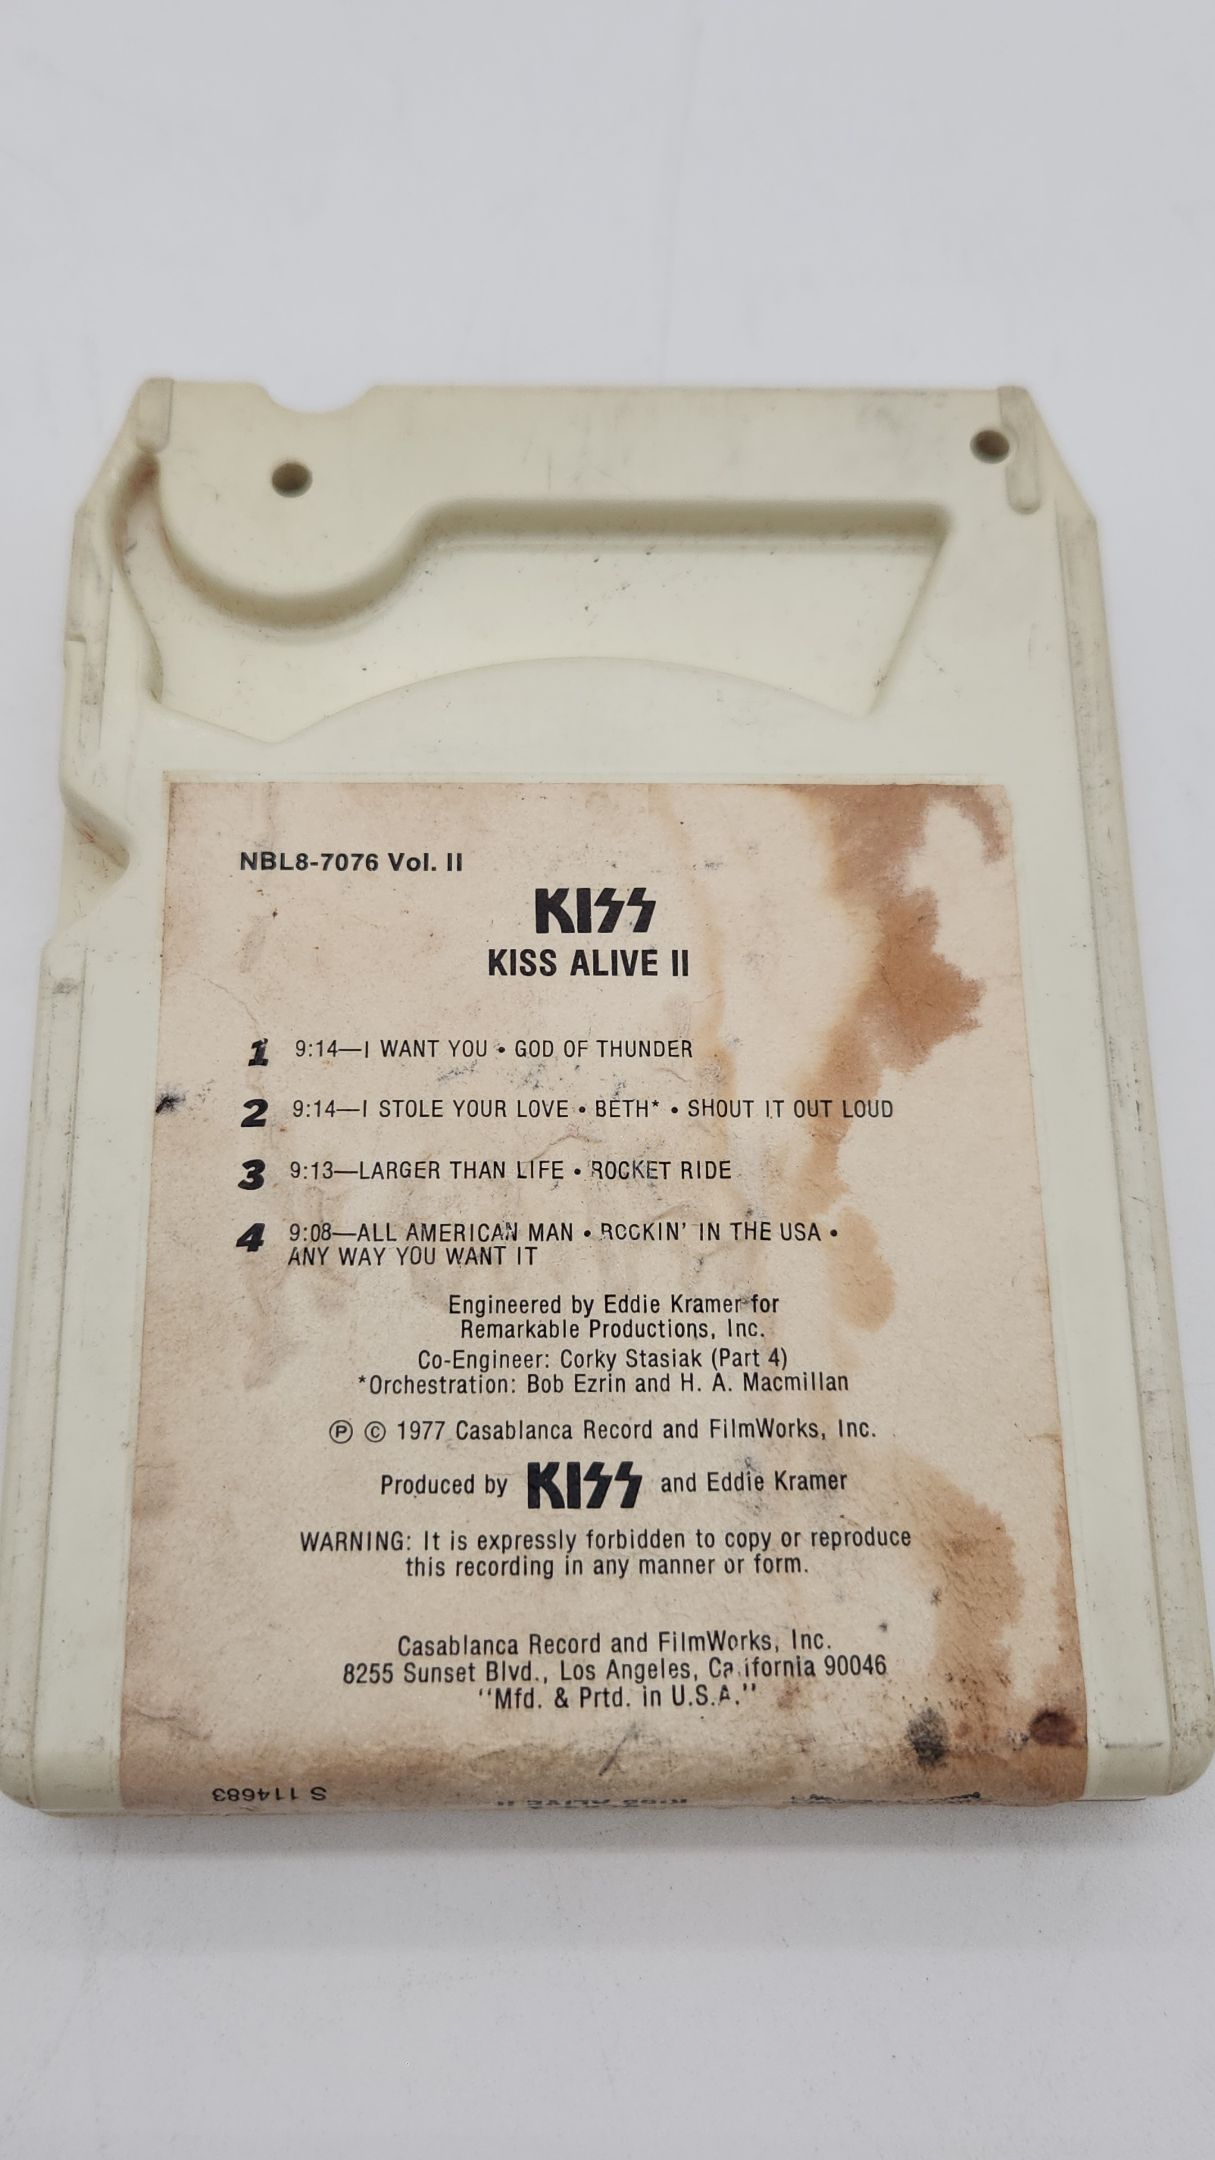 NBL8-7076 Vol. II
KISS
KISS ALIVE II
1 9:14—I WANT YOU • GOD OF THUNDER
2 9:14—I STOLE YOUR LOVE • BETH* • SHOUT IT OUT LOUD
3 9:13—LARGER THAN LIFE • ROCKET RIDE
4 9:08—ALL AMERICAN MAN • ROCKIN' IN THE USA •
ANY WAY YOU WANT IT
Engineered by Eddie Kramer for
Remarkable Productions, Inc.
Co-Engineer: Corky Stasiak (Part 4)
*Orchestration: Bob Ezrin and H. A. Macmillan
℗ © 1977 Casablanca Record and FilmWorks, Inc.
Produced by KISS and Eddie Kramer
WARNING: It is expressly forbidden to copy or reproduce
this recording in any manner or form.
Casablanca Record and FilmWorks, Inc.
8255 Sunset Blvd., Los Angeles, California 90046
"Mfd. & Prtd. in U.S.A."
S 114683
KISS ALIVE II